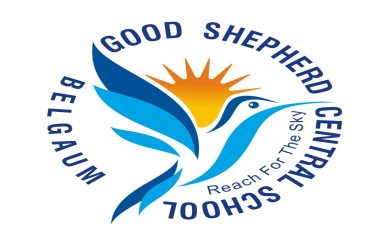 GOOD SHEPHERD CENTRAL SCHOOL
BELGAUM
Reach For The Sky